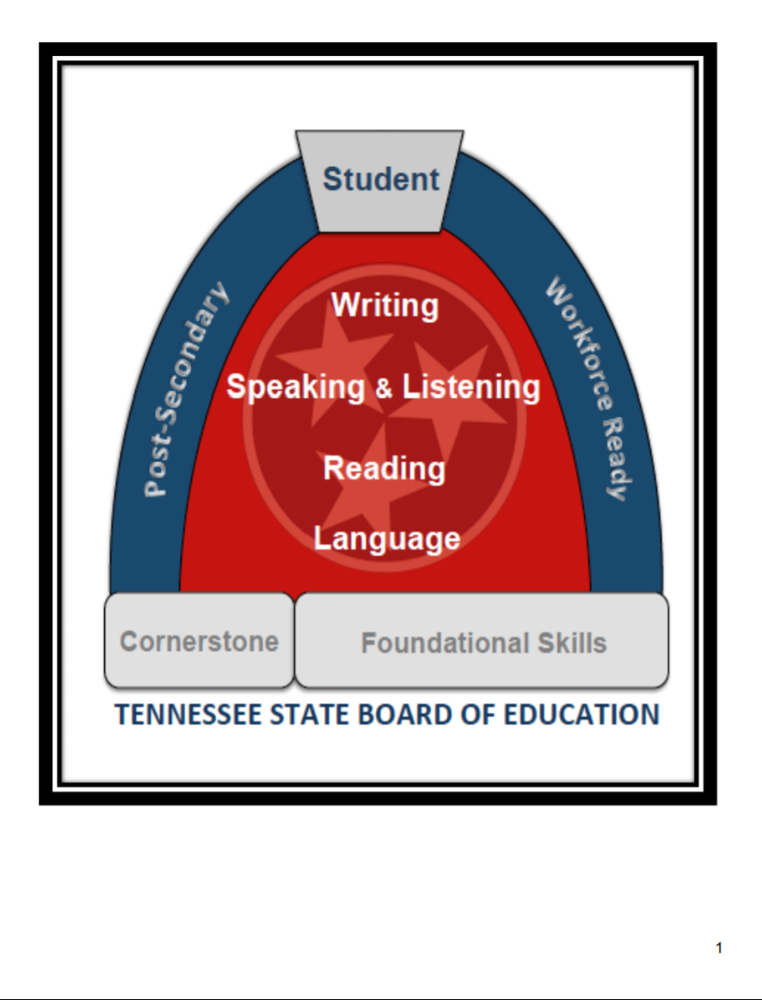 Student
Writing
Post-Secondary
Workforce Ready
Speaking & Listening
Reading
Language
Cornerstone
Foundational Skills
TENNESSEE STATE BOARD OF EDUCATION
1